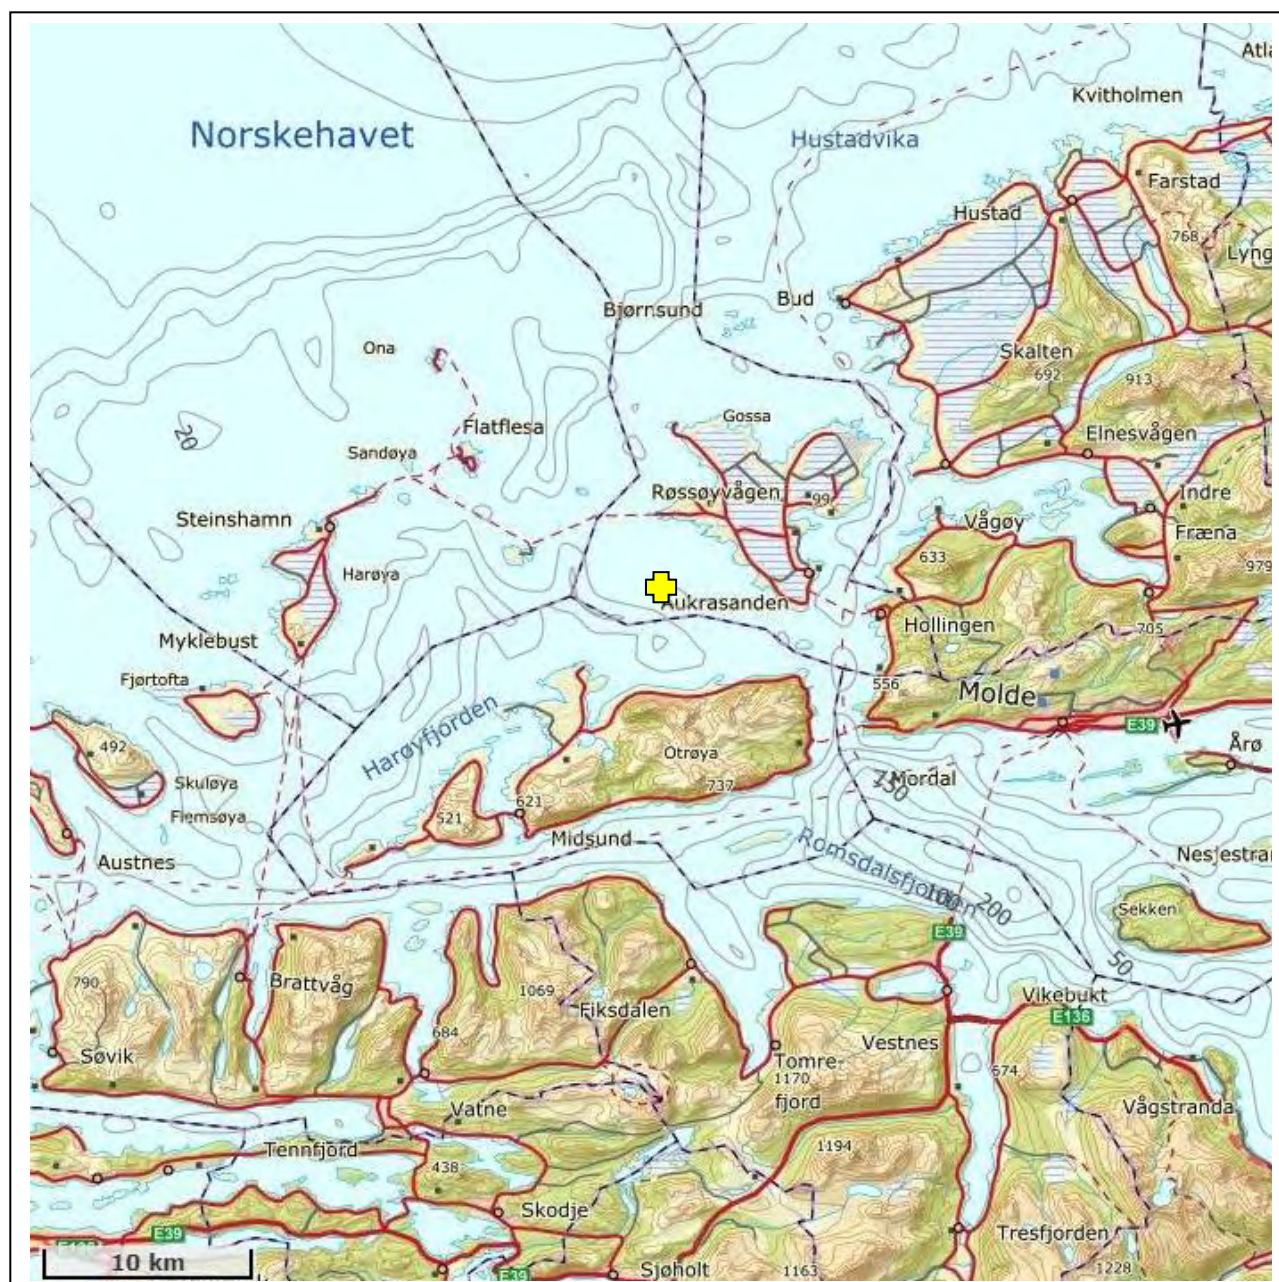 Atla
Kvitholmen
Norskehavet
Hustadvika
Farstad
Hustad
768
Lyng
Bud
Bjørnsund
Ona
Skalten
692
913
Gossa
Flatflesa
Elnesvågen
20
Sandøya
Røssøyvågen
99
Indre
Steinshamn
Vågøy
Fræna
633
979
Harøya
Aukrasanden
Hollingen
705
Myklebust
Fjørtofta
556
Molde
Harøyfjorden
E39
492
Otrøya
Årø
Skuløya
737
Mordal
150
621
Flemsøya
521
Midsund
Romsdalsfjorden
Austnes
Nesjestran
100
200
Sekken
E39
50
790
Brattvåg
1069
Vikebukt
Fiksdalen
E136
684
Vestnes
Søvik
Tomre-
fjord
1170
674
Vatne
Vågstranda
Tennfjord
438
1194
Skodje
E39
Tresfjorden
10 km
Sjøholt
1163
1228
E39